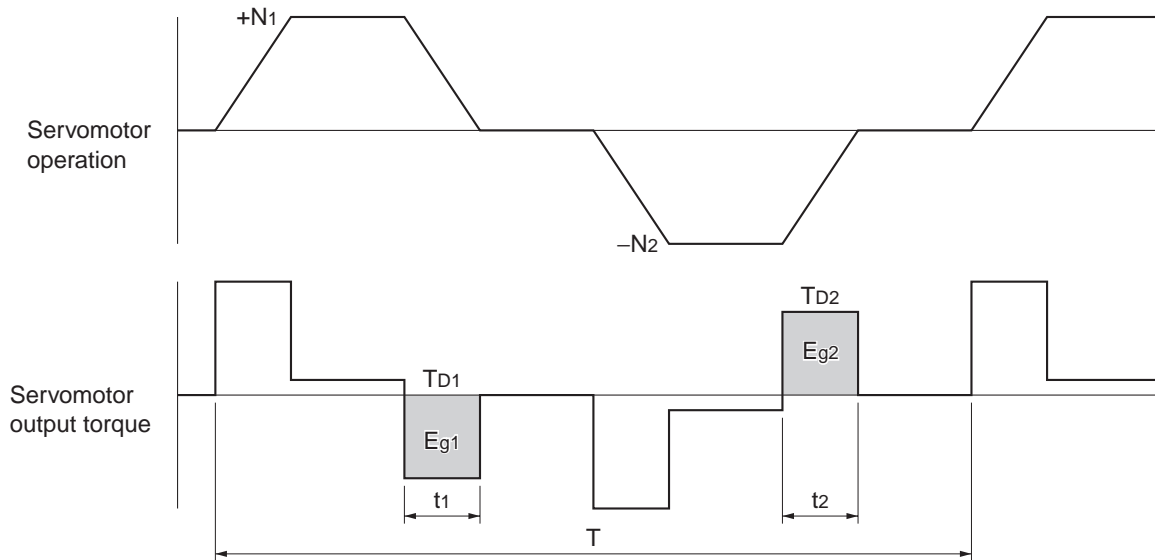 +N1
Servomotor
operation
–N2
TD2
Eg2
TD1
Servomotor
output torque
Eg1
t1
t2
T